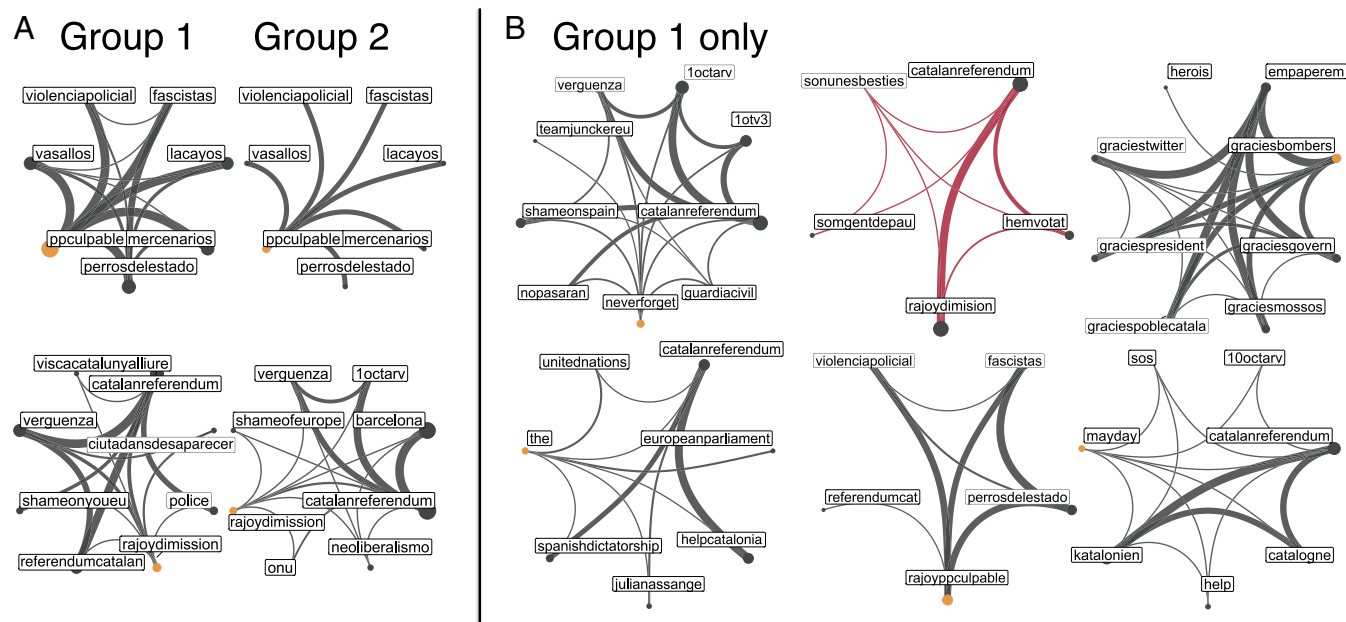 A Group 1 Group 2
violenciapolicial fascistas
vasallos lacayos
ppculpable mercenarios
perrosdelestado
violenciapolicial fascistas
vasallos lacayos
ppculpable mercenarios
perrosdelestado
viscacatalunyalliure
catalanreferendum
verguenza
ciutadansdesaparecer
shameonyoueu police
rajoydimission
referendumcatalan
verguenza 1octarv
shameofeurope barcelona
catalanreferendum
rajoydimission
neoliberalismo
onu
B Group 1 only
verguenza 1octarv
teamjunckereu 1otv3
shameonspain catalanreferendum
nopasaran guardiacivil
neverforget
catalanreferendum
sonunesbesties
somgentdepau hemvotat
rajoydimision
herois empaperem
graciestwitter graciesbombers
graciespresident graciesgovern
graciesmossos
graciespoblecatala
catalanreferendum
unitednations
the europeanparliament
spanishdictatorship helpcatalonia
julianassange
violenciapolicial fascistas
referendumcat perrosdelestado
rajoyppculpable
sos 10octarv
mayday catalanreferendum
katalonien catalogne
help